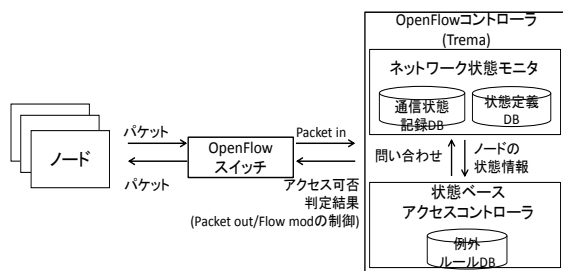 OpenFlowコントローラ
(Trema)
ネットワーク状態モニタ
通信状態
記録DB
状態定義
DB
ノード
パケット
パケット
OpenFlow
スイッチ
Packet in
アクセス可否
判定結果
(Packet out/Flow modの制御)
問い合わせ
ノードの
状態情報
状態ベース
アクセスコントローラ
例外
ルールDB